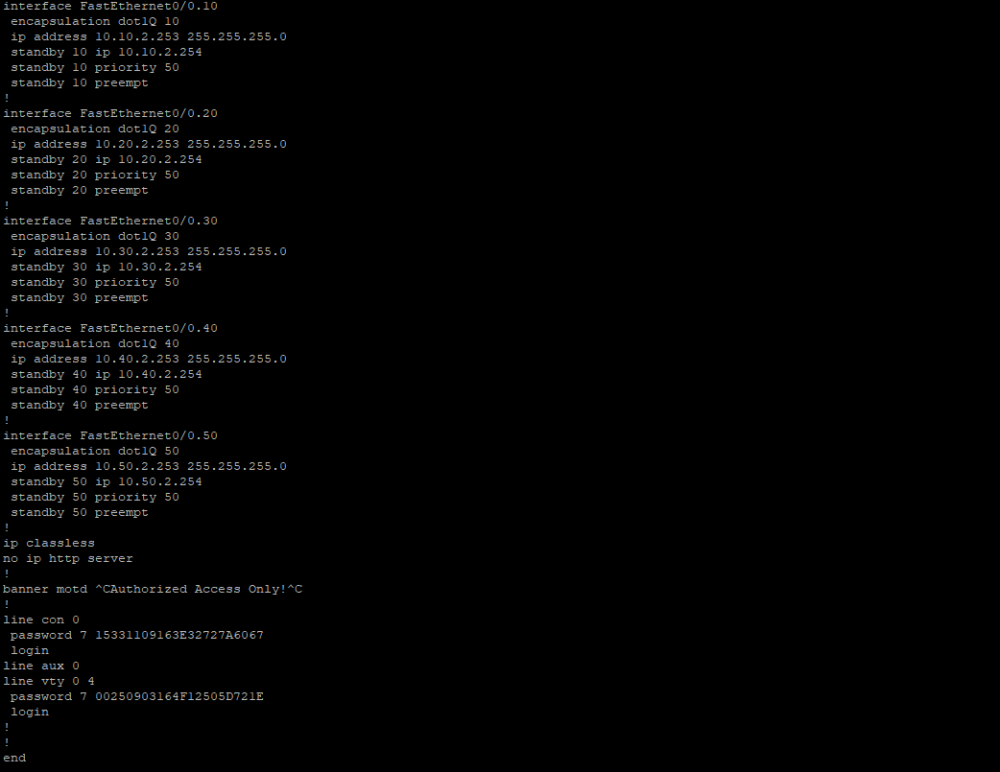 interface FastEthernet0/0.10
 encapsulation dot1Q 10
 ip address 10.10.2.253 255.255.255.0
 standby 10 ip 10.10.2.254
 standby 10 priority 50
 standby 10 preempt
!
interface FastEthernet0/0.20
 encapsulation dot1Q 20
 ip address 10.20.2.253 255.255.255.0
 standby 20 ip 10.20.2.254
 standby 20 priority 50
 standby 20 preempt
!
interface FastEthernet0/0.30
 encapsulation dot1Q 30
 ip address 10.30.2.253 255.255.255.0
 standby 30 ip 10.30.2.254
 standby 30 priority 50
 standby 30 preempt
!
interface FastEthernet0/0.40
 encapsulation dot1Q 40
 ip address 10.40.2.253 255.255.255.0
 standby 40 ip 10.40.2.254
 standby 40 priority 50
 standby 40 preempt
!
interface FastEthernet0/0.50
 encapsulation dot1Q 50
 ip address 10.50.2.253 255.255.255.0
 standby 50 ip 10.50.2.254
 standby 50 priority 50
 standby 50 preempt
!
ip classless
no ip http server
!
banner motd ^CAuthorized Access Only!^C
!
line con 0
 password 7 15331109163E32727A6067
 login
line aux 0
line vty 0 4
 password 7 00250903164F12505D721E
 login
!
!
end